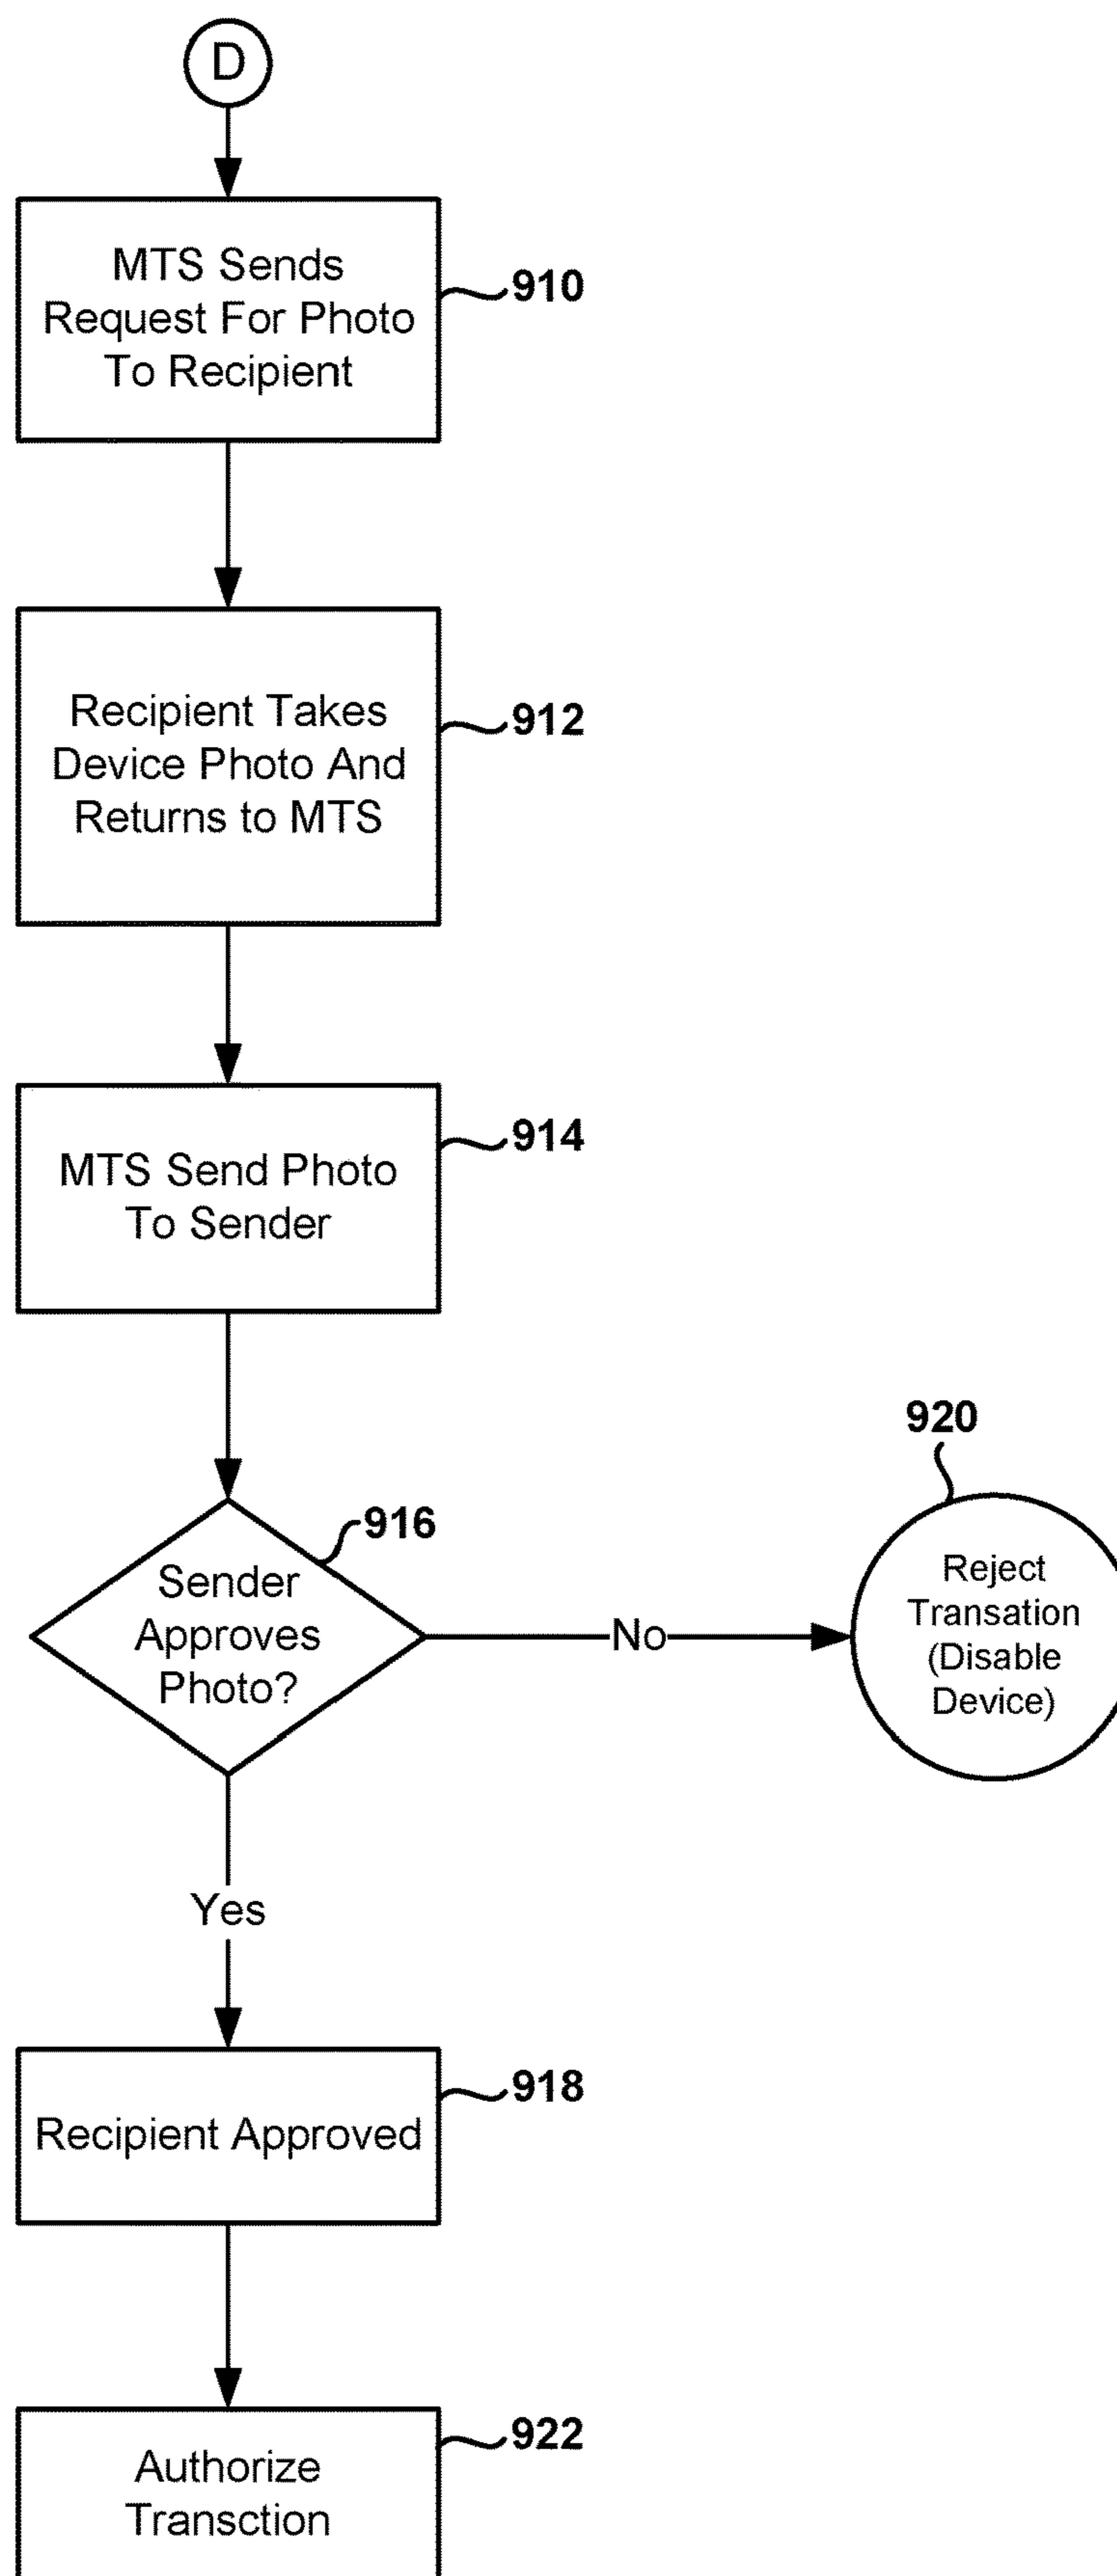 D
MTS Sends
Request For Photo
To Recipient
910
Recipient Takes
Device Photo And
Returns to MTS
912
MTS Send Photo
To Sender
914
Sender
Approves
Photo?
916
No
920
Reject
Transation
(Disable
Device)
Yes
Recipient Approved
918
Authorize
Transction
922